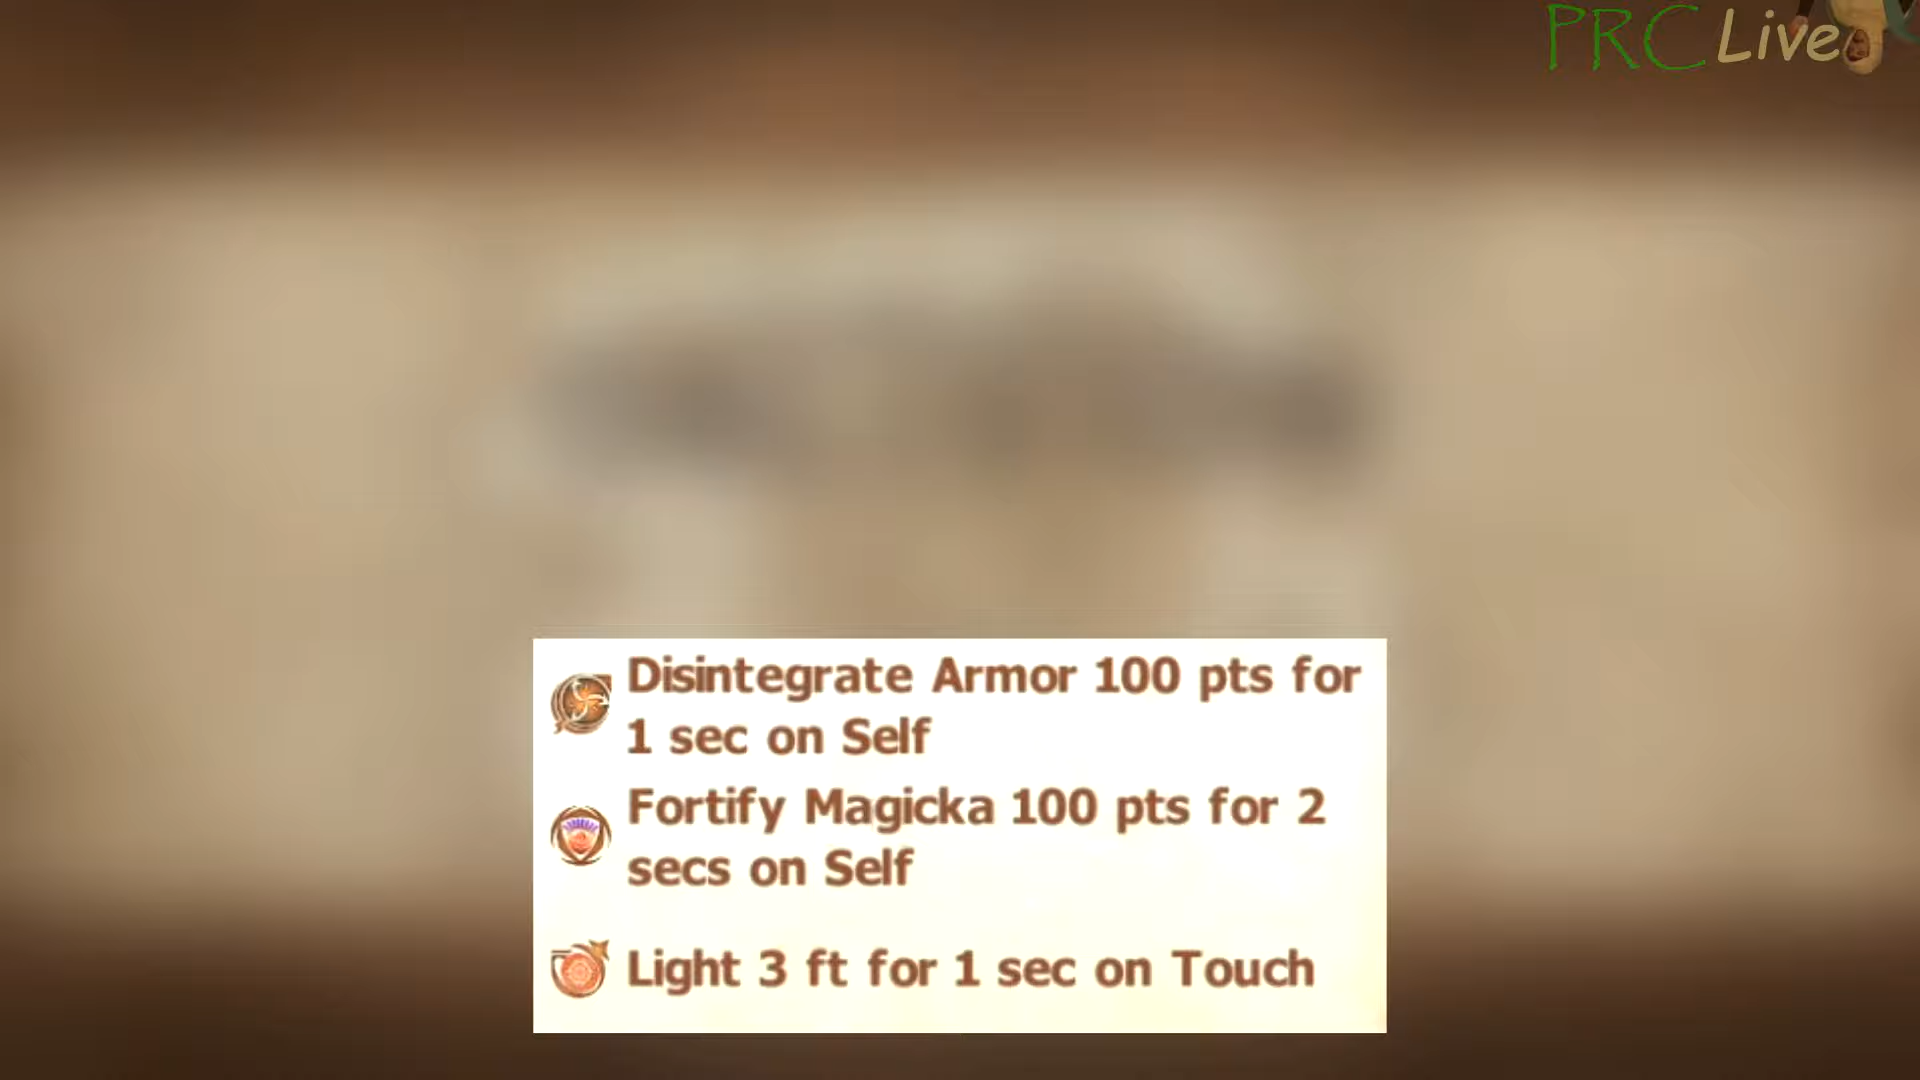 PRC Live
Disintegrate Armor 100 pts for
1 sec on Self
Fortify Magicka 100 pts for 2
secs on Self
Light 3 ft for 1 sec on Touch